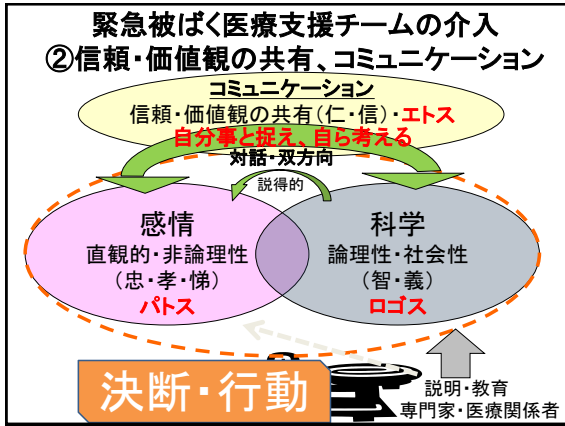 緊急被ばく医療支援チームの介入
②信頼・価値観の共有、コミュニケーション
コミュニケーション
信頼・価値観の共有(仁・信)・エトス
自分事と捉え、自ら考える
対話・双方向
説得的
感情
直観的・非論理性
(忠・孝・悌)
パトス
科学
論理性・社会性
(智・義)
ロゴス
決断・行動
説明・教育
専門家・医療関係者